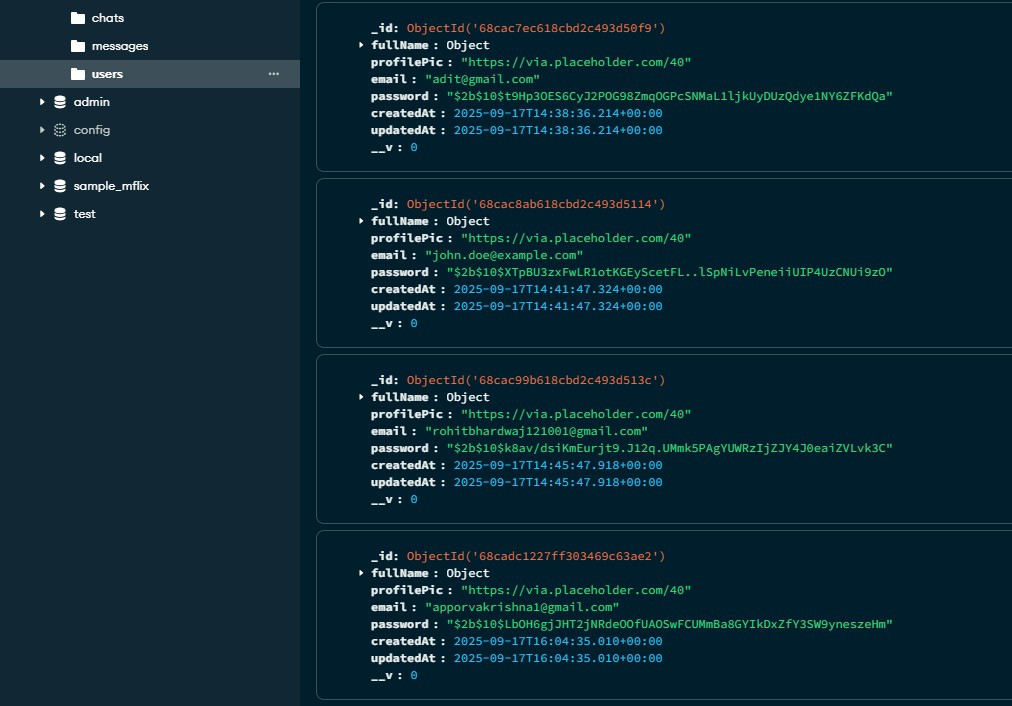 chats
messages
users
admin
config
local
sample_mflix
test
_id: ObjectId('68cac7ec618cbd2c493d50f9')
fullName : Object
profilePic : "https://via.placeholder.com/40"
email : "adit@gmail.com"
password : "$2b$10$t9Hp3OES6CyJ2POG98ZmqOGPcSNMaL1ljkUyDUzQdye1NY6ZFKdQa"
createdAt : 2025-09-17T14:38:36.214+00:00
updatedAt : 2025-09-17T14:38:36.214+00:00
__v : 0
_id: ObjectId('68cac8ab618cbd2c493d5114')
fullName : Object
profilePic : "https://via.placeholder.com/40"
email : "john.doe@example.com"
password : "$2b$10$XTpBU3zxFwLR1otKGEyScetFL..lSpNiLvPeneiiUIP4UzCNUi9zO"
createdAt : 2025-09-17T14:41:47.324+00:00
updatedAt : 2025-09-17T14:41:47.324+00:00
__v : 0
_id: ObjectId('68cac99b618cbd2c493d513c')
fullName : Object
profilePic : "https://via.placeholder.com/40"
email : "rohitbhardwaj121001@gmail.com"
password : "$2b$10$k8av/dsiKmEurjt9.J12q.UMmk5PAgYUWRzIjZJY4J0eaiZVLvk3C"
createdAt : 2025-09-17T14:45:47.918+00:00
updatedAt : 2025-09-17T14:45:47.918+00:00
__v : 0
_id: ObjectId('68cadc1227ff303469c63ae2')
fullName : Object
profilePic : "https://via.placeholder.com/40"
email : "apporvakrishna1@gmail.com"
password : "$2b$10$LbOH6gjJHT2jNRdeOOfUAOSwFCUMmBa8GYIkDxZfY3SW9yneszeHm"
createdAt : 2025-09-17T16:04:35.010+00:00
updatedAt : 2025-09-17T16:04:35.010+00:00
__v : 0